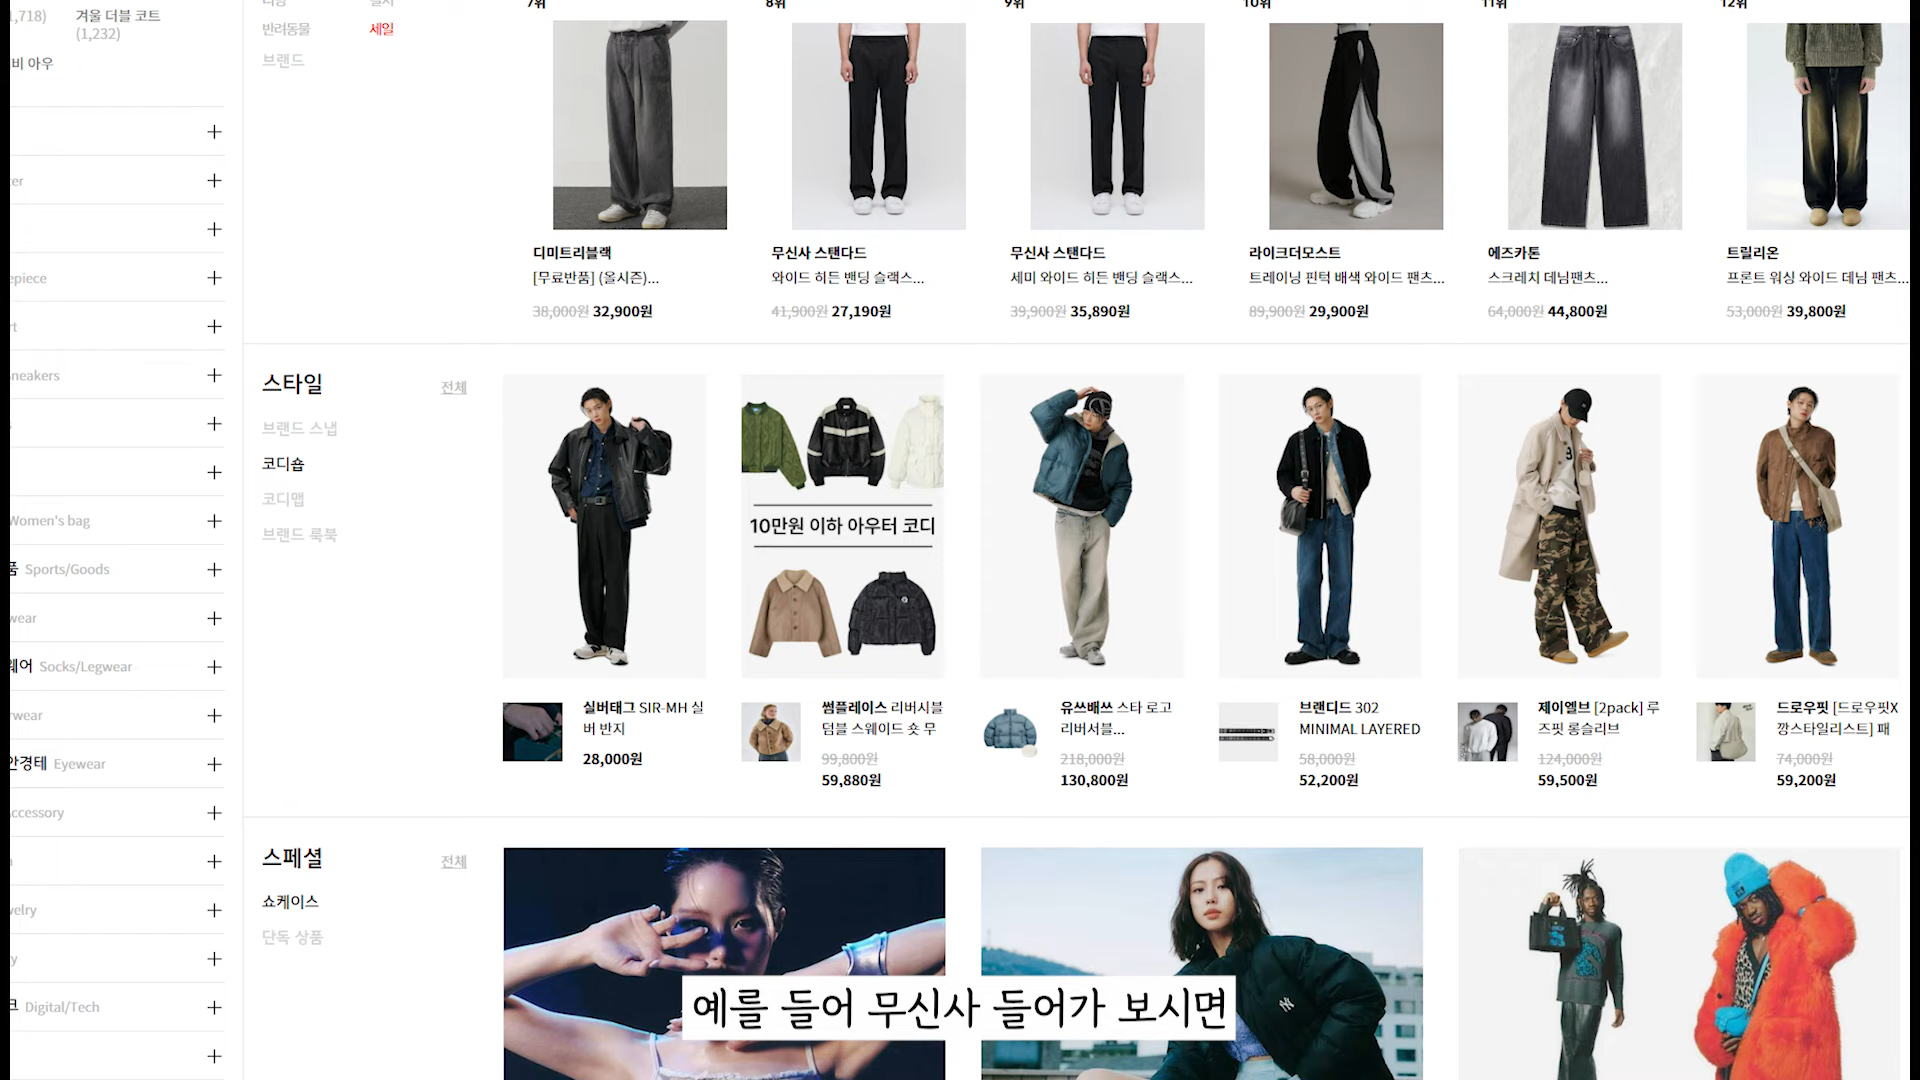 1,718)
겨울 더블 코트
(1,232)
비 아우
ter
epiece
rt
Sneakers
Women's bag
품 Sports/Goods
wear
웨어 Socks/Legwear
rwear
안경테 Eyewear
Accessory
welry
y
크 Digital/Tech
반려동물
세일
브랜드
7위
8위
9위
10위
11위
12위
디미트리블랙
[무료반품] (올시즌)...
38,000원 32,900원
무신사 스탠다드
와이드 히든 밴딩 슬랙스...
41,900원 27,190원
무신사 스탠다드
세미 와이드 히든 밴딩 슬랙스...
39,900원 35,890원
라이크더모스트
트레이닝 핀턱 배색 와이드 팬츠...
89,900원 29,900원
에즈카톤
스크레치 데님팬츠...
64,000원 44,800원
트릴리온
프론트 워싱 와이드 데님 팬츠...
53,000원 39,800원
스타일
전체
브랜드 스냅
코디숍
코디맵
브랜드 룩북
10만원 이하 아우터 코디
실버태그 SIR-MH 실
버 반지
28,000원
썸플레이스 리버시블
덤블 스웨이드 숏 무
99,800원
59,880원
유쓰배쓰 스타 로고
리버서블...
218,000원
130,800원
브랜디드 302
MINIMAL LAYERED
58,000원
52,200원
제이엘브 [2pack] 루
즈핏 롱슬리브
124,000원
59,500원
드로우핏 [드로우핏X
깡스타일리스트] 패
74,000원
59,200원
스페셜
전체
쇼케이스
단독 상품
예를 들어 무신사 들어가 보시면